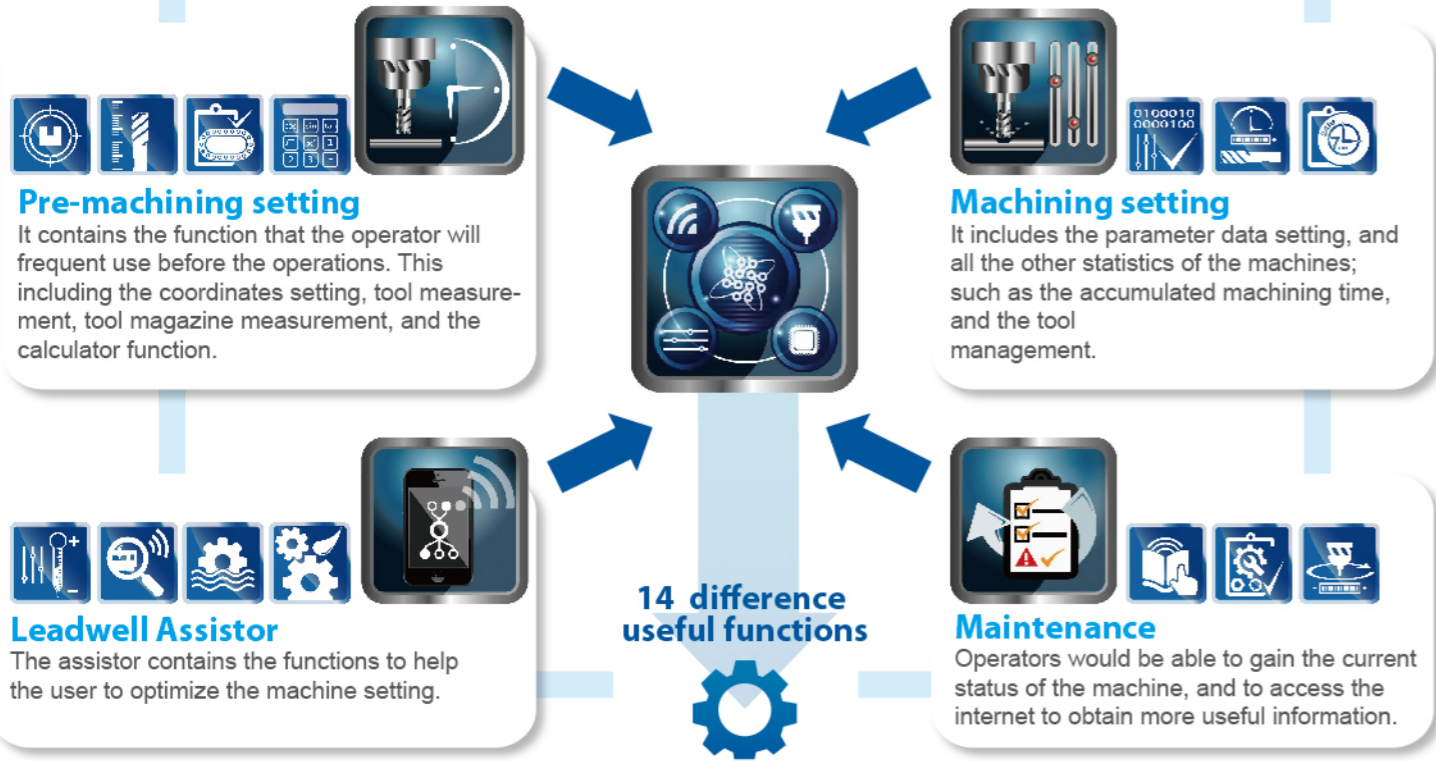 Pre-machining setting
It contains the function that the operator will
frequent use before the operations. This
including the coordinates setting, tool measure-
ment, tool magazine measurement, and the
calculator function.
0100010
0000100
Machining setting
It includes the parameter data setting, and
all the other statistics of the machines;
such as the accumulated machining time,
and the tool
management.
Leadwell Assistor
The assistor contains the functions to help
the user to optimize the machine setting.
14 difference
useful functions
Maintenance
Operators would be able to gain the current
status of the machine, and to access the
internet to obtain more useful information.